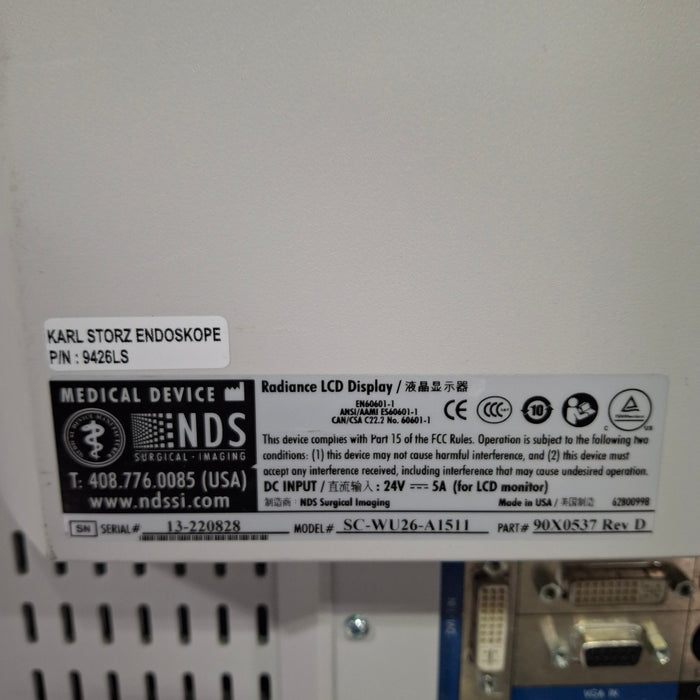 KARL STORZ ENDOSKOPE
P/N : 9426LS
MEDICAL DEVICE
NDS
SURGICAL · IMAGING
T: 408.776.0085 (USA)
www.ndssi.com
Radiance LCD Display / 液晶显示器
EN60601-1
ANSI/AAMI ES60601-1
CAN/CSA C22.2 No. 60601-1
CE
CCC
10
This device complies with Part 15 of the FCC Rules. Operation is subject to the following two
conditions: (1) this device may not cause harmful interference, and (2) this device must
accept any interference received, including interference that may cause undesired operation.
DC INPUT / 直流输入 : 24V ⎓ 5A (for LCD monitor)
制造商 : NDS Surgical Imaging
Made in USA / 美国制造
6280099B
SN SERIAL# 13-220828
MODEL# SC-WU26-A1511
PART# 90X0537 Rev D
VGA IN